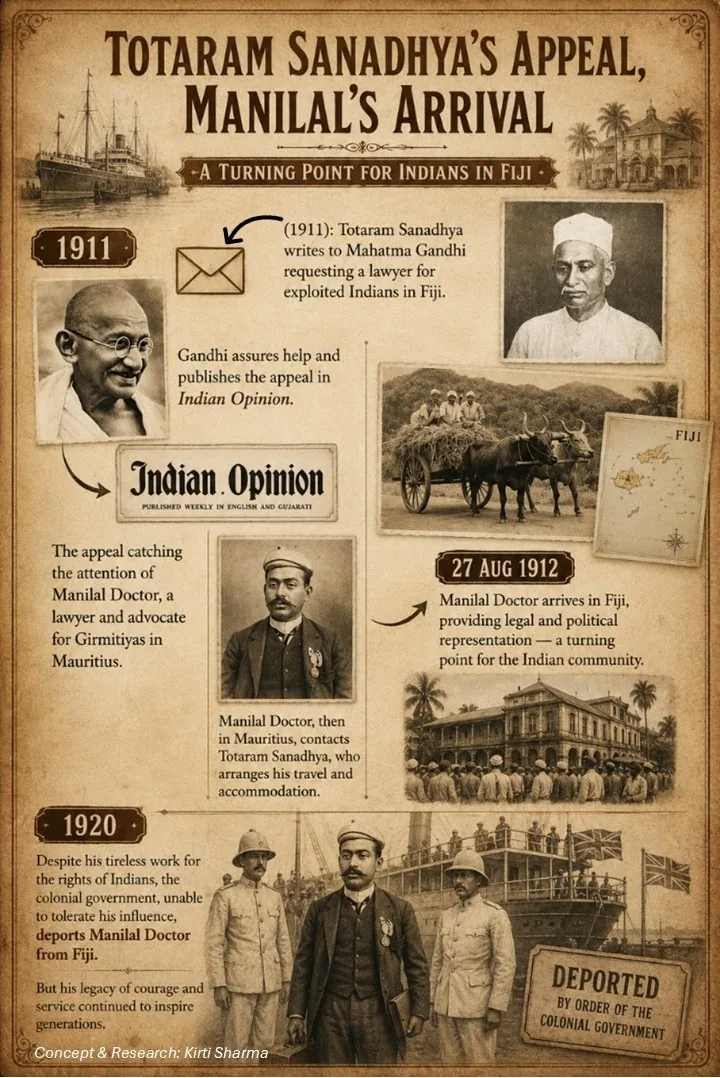 TOTARAM SANADHYA'S APPEAL,
MANILAL'S ARRIVAL
A TURNING POINT FOR INDIANS IN FIJI
1911
(1911): Totaram Sanadhya
writes to Mahatma Gandhi
requesting a lawyer for
exploited Indians in Fiji.
Gandhi assures help and
publishes the appeal in
Indian Opinion.
Indian. Opinion
PUBLISHED WEEKLY IN ENGLISH AND GUJARATI
FIJI
The appeal catching
the attention of
Manilal Doctor, a
lawyer and advocate
for Girmitiyas in
Mauritius.
Manilal Doctor, then
in Mauritius, contacts
Totaram Sanadhya, who
arranges his travel and
accommodation.
27 AUG 1912
Manilal Doctor arrives in Fiji,
providing legal and political
representation — a turning
point for the Indian community.
1920
Despite his tireless work for
the rights of Indians, the
colonial government, unable
to tolerate his influence,
deports Manilal Doctor
from Fiji.
But his legacy of courage and
service continued to inspire
generations.
DEPORTED
BY ORDER OF THE
COLONIAL GOVERNMENT
Concept & Research: Kirti Sharma